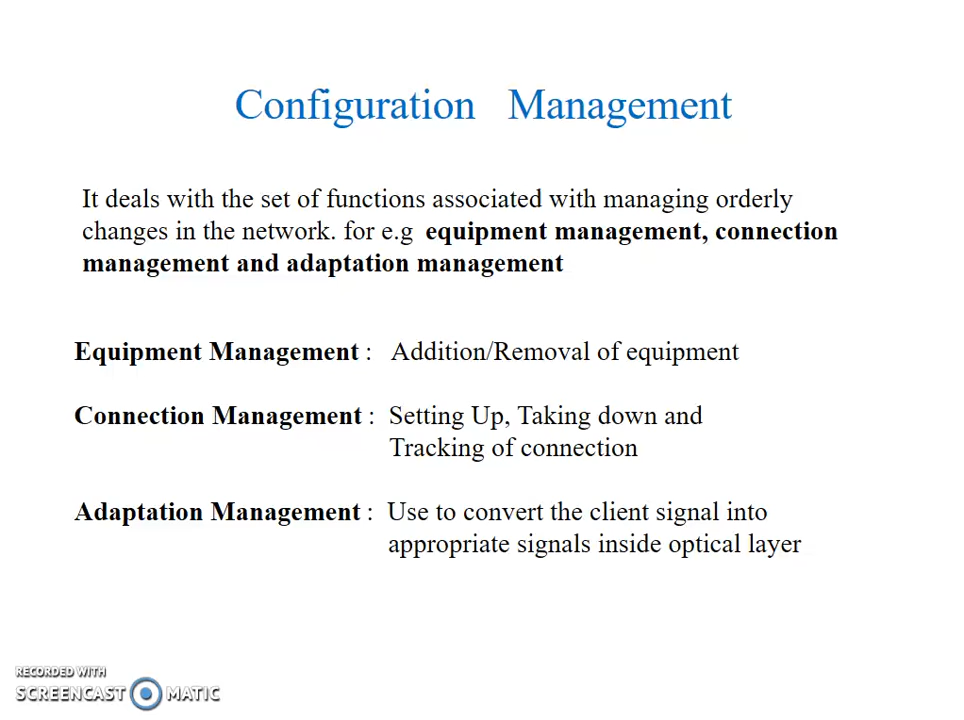 Configuration Management
It deals with the set of functions associated with managing orderly
changes in the network. for e.g equipment management, connection
management and adaptation management
Equipment Management : Addition/Removal of equipment
Connection Management : Setting Up, Taking down and
Tracking of connection
Adaptation Management : Use to convert the client signal into
appropriate signals inside optical layer
RECORDED WITH
SCREENCAST MATIC